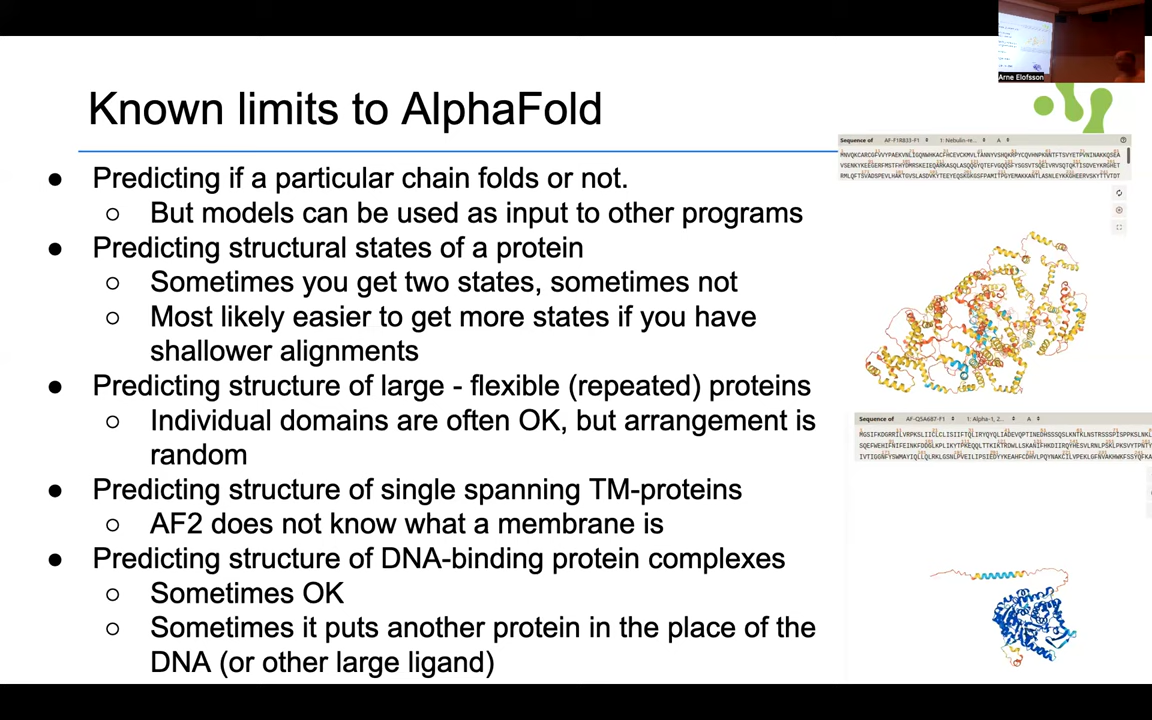 Arne Elofsson
Known limits to AlphaFold
● Predicting if a particular chain folds or not.
○ But models can be used as input to other programs
● Predicting structural states of a protein
○ Sometimes you get two states, sometimes not
○ Most likely easier to get more states if you have
shallower alignments
● Predicting structure of large - flexible (repeated) proteins
○ Individual domains are often OK, but arrangement is
random
● Predicting structure of single spanning TM-proteins
○ AF2 does not know what a membrane is
● Predicting structure of DNA-binding protein complexes
○ Sometimes OK
○ Sometimes it puts another protein in the place of the
DNA (or other large ligand)
Sequence of AF-F1RB33-F1 1: Nebulin-re... A
Sequence of AF-Q5A687-F1 1: Alpha-1, 2... A